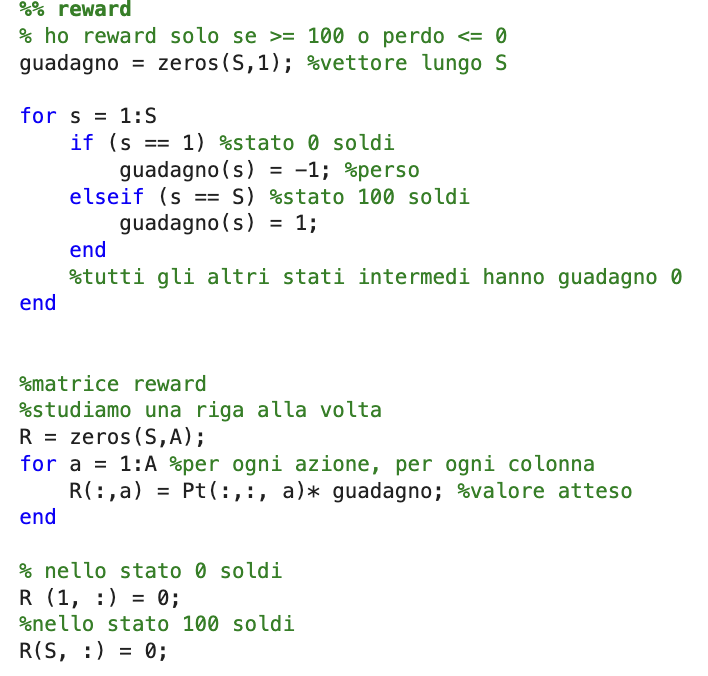 %% reward
% ho reward solo se >= 100 o perdo <= 0
guadagno = zeros(S,1); %vettore lungo S

for s = 1:S
    if (s == 1) %stato 0 soldi
        guadagno(s) = -1; %perso
    elseif (s == S) %stato 100 soldi
        guadagno(s) = 1;
    end
    %tutti gli altri stati intermedi hanno guadagno 0
end


%matrice reward
%studiamo una riga alla volta
R = zeros(S,A);
for a = 1:A %per ogni azione, per ogni colonna
    R(:,a) = Pt(:,:, a)* guadagno; %valore atteso
end

% nello stato 0 soldi
R (1, :) = 0;
%nello stato 100 soldi
R(S, :) = 0;